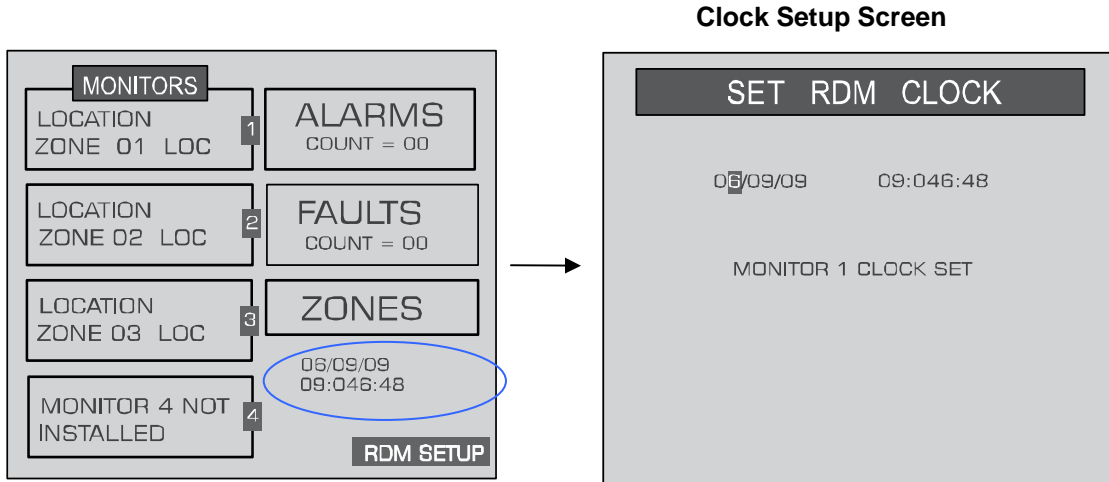 Clock Setup Screen
MONITORS
LOCATION
ZONE 01 LOC
1
ALARMS
COUNT = 00
LOCATION
ZONE 02 LOC
2
FAULTS
COUNT = 00
LOCATION
ZONE 03 LOC
3
ZONES
06/09/09
09:046:48
MONITOR 4 NOT
INSTALLED
4
RDM SETUP
SET RDM CLOCK
06/09/09 09:046:48
MONITOR 1 CLOCK SET